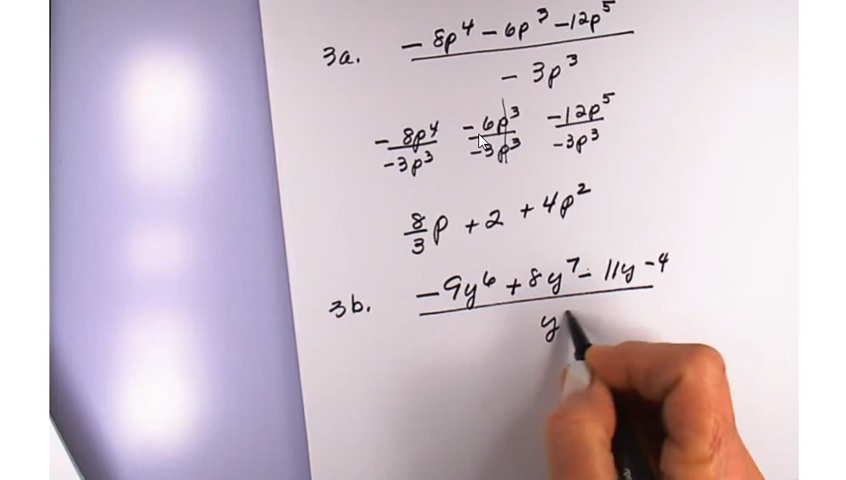 3a. - 8p⁴ - 6p³ - 12p⁵
- 3p³
- 8p⁴ - 6p³ - 12p⁵
- 3p³ - 3p³ - 3p³
8/3 p + 2 + 4p²
3b. - 9y⁶ + 8y⁷ - 11y - 4
y